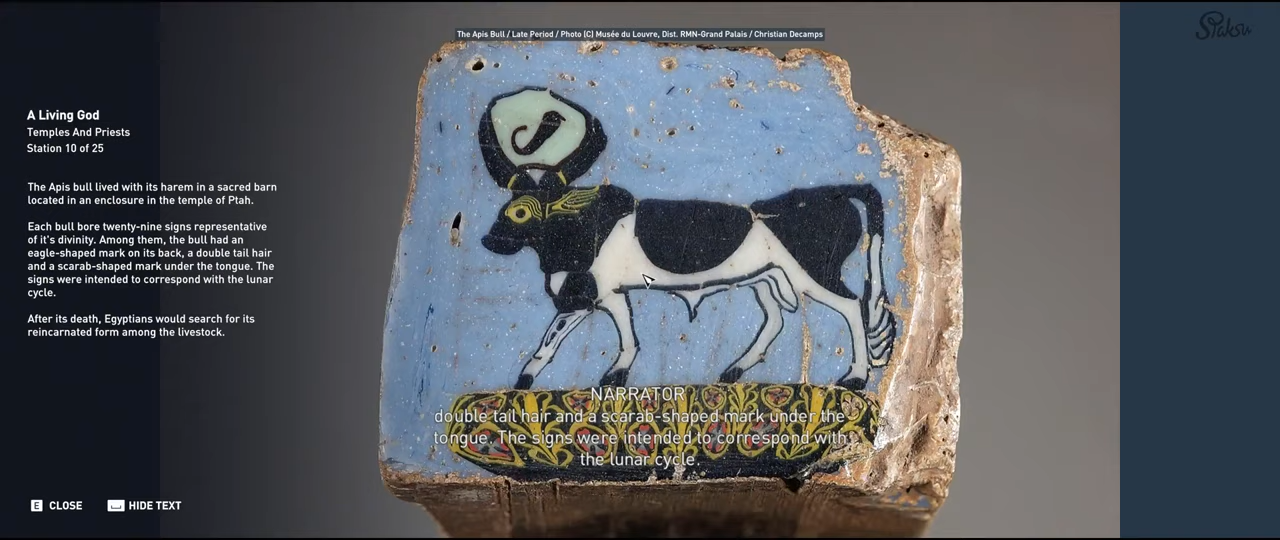 The Apis Bull / Late Period / Photo (C) Musée du Louvre, Dist. RMN-Grand Palais / Christian Decamps
Staksu
A Living God
Temples And Priests
Station 10 of 25
The Apis bull lived with its harem in a sacred barn
located in an enclosure in the temple of Ptah.
Each bull bore twenty-nine signs representative
of it's divinity. Among them, the bull had an
eagle-shaped mark on its back, a double tail hair
and a scarab-shaped mark under the tongue. The
signs were intended to correspond with the lunar
cycle.
After its death, Egyptians would search for its
reincarnated form among the livestock.
NARRATOR
double tail hair and a scarab-shaped mark under the
tongue. The signs were intended to correspond with
the lunar cycle.
E CLOSE HIDE TEXT